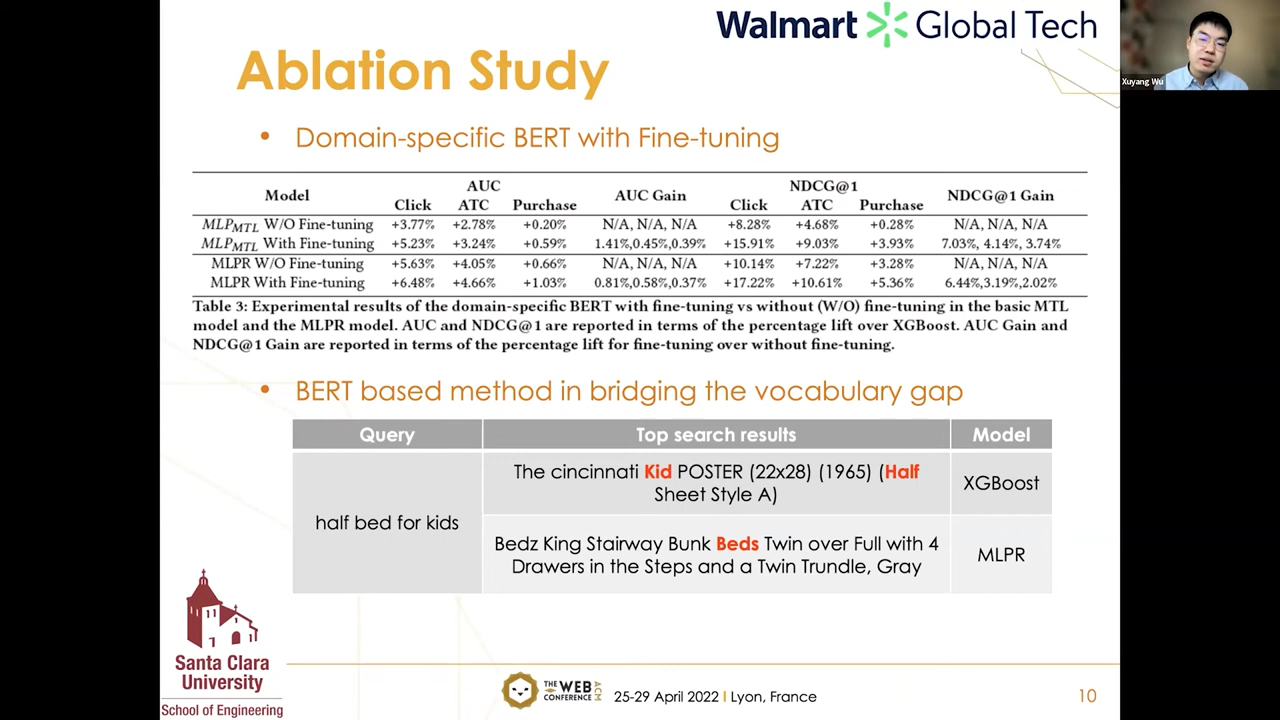 Walmart Global Tech
Xuyang Wu
Ablation Study
• Domain-specific BERT with Fine-tuning
Model AUC AUC Gain NDCG@1 NDCG@1 Gain
Click ATC Purchase Click ATC Purchase
MLP_MTL W/O Fine-tuning +3.77% +2.78% +0.20% N/A, N/A, N/A +8.28% +4.68% +0.28% N/A, N/A, N/A
MLP_MTL With Fine-tuning +5.23% +3.24% +0.59% 1.41%,0.45%,0.39% +15.91% +9.03% +3.93% 7.03%, 4.14%, 3.74%
MLPR W/O Fine-tuning +5.63% +4.05% +0.66% N/A, N/A, N/A +10.14% +7.22% +3.28% N/A, N/A, N/A
MLPR With Fine-tuning +6.48% +4.66% +1.03% 0.81%,0.58%,0.37% +17.22% +10.61% +5.36% 6.44%,3.19%,2.02%
Table 3: Experimental results of the domain-specific BERT with fine-tuning vs without (W/O) fine-tuning in the basic MTL
model and the MLPR model. AUC and NDCG@1 are reported in terms of the percentage lift over XGBoost. AUC Gain and
NDCG@1 Gain are reported in terms of the percentage lift for fine-tuning over without fine-tuning.
• BERT based method in bridging the vocabulary gap
Query Top search results Model
half bed for kids
The cincinnati Kid POSTER (22x28) (1965) (Half
Sheet Style A)
XGBoost
Bedz King Stairway Bunk Beds Twin over Full with 4
Drawers in the Steps and a Twin Trundle, Gray
MLPR
Santa Clara
University
School of Engineering
THE WEB
CONFERENCE
ACM
25-29 April 2022 | Lyon, France
10